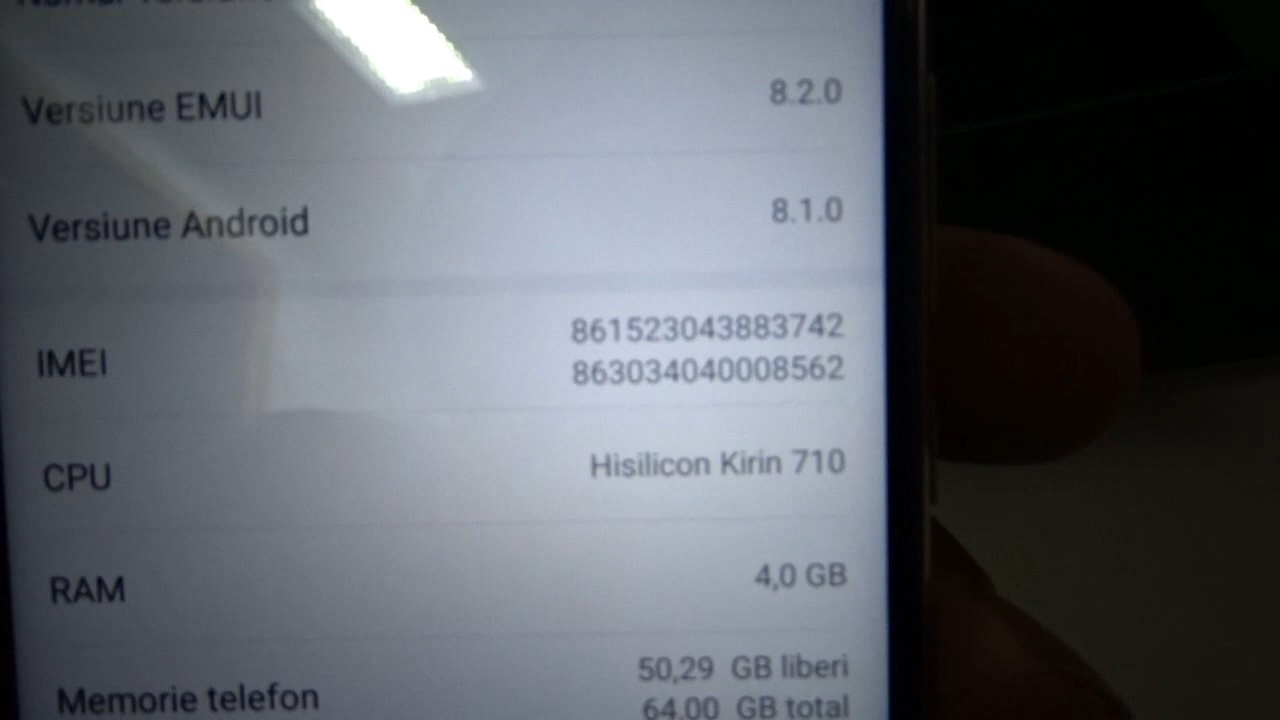 Versiune EMUI 8.2.0
Versiune Android 8.1.0
IMEI 861523043883742
863034040008562
CPU Hisilicon Kirin 710
RAM 4,0 GB
Memorie telefon 50,29 GB liberi
64,00 GB total